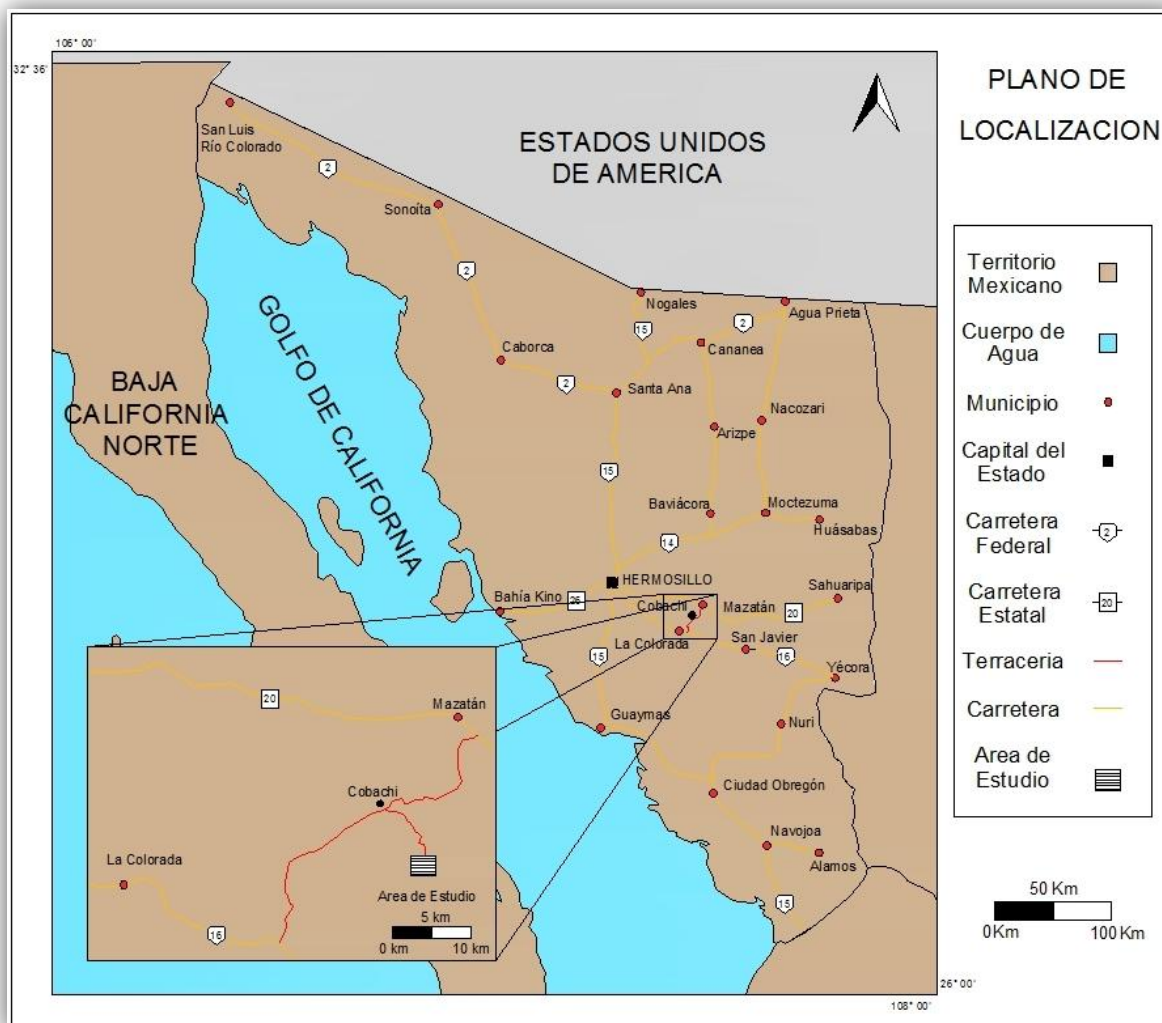 106° 00'
32° 36'
PLANO DE
LOCALIZACION
ESTADOS UNIDOS
DE AMERICA
San Luis
Río Colorado
2
Sonoíta
2
Nogales
Agua Prieta
15
2
Cananea
Caborca
2
Santa Ana
GOLFO DE CALIFORNIA
BAJA
CALIFORNIA
NORTE
Nacozari
Arizpe
15
Baviácora
Moctezuma
Huásabas
14
HERMOSILLO
Bahía Kino
26
Cobachi
Mazatán
20
Sahuaripa
La Colorada
San Javier
15
16
Yécora
Guaymas
Nuri
Ciudad Obregón
Navojoa
Alamos
15
20
Mazatán
Cobachi
La Colorada
16
Area de Estudio
5 km
0 km
10 km
Territorio
Mexicano
Cuerpo de
Agua
Municipio
Capital del
Estado
Carretera
Federal
2
Carretera
Estatal
20
Terraceria
Carretera
Area de
Estudio
50 Km
0Km
100 Km
26° 00'
108° 00'